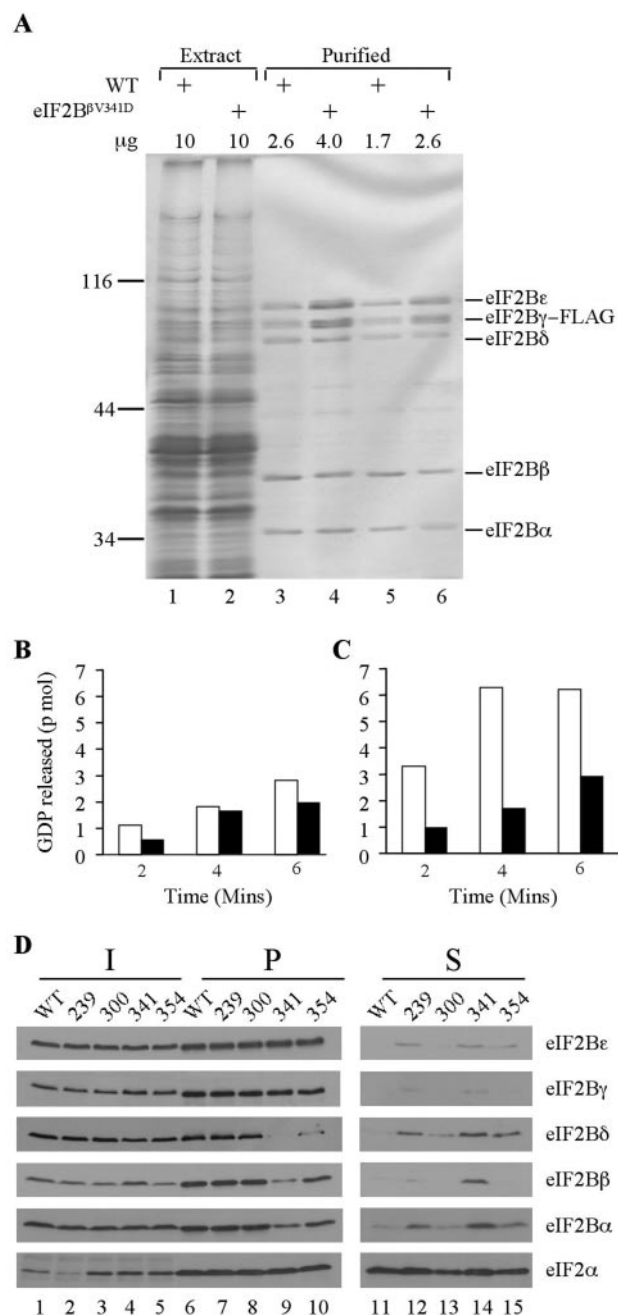 A
Extract Purified
WT + + +
eIF2BβV341D + + +
μg 10 10 2.6 4.0 1.7 2.6
116
44
34
eIF2Bε
eIF2Bγ–FLAG
eIF2Bδ
eIF2Bβ
eIF2Bα
1 2 3 4 5 6
B
GDP released (p mol)
7
6
5
4
3
2
1
0
2 4 6
Time (Mins)
C
7
6
5
4
3
2
1
0
2 4 6
Time (Mins)
D
I P S
WT 239 300 341 354 WT 239 300 341 354 WT 239 300 341 354
eIF2Bε
eIF2Bγ
eIF2Bδ
eIF2Bβ
eIF2Bα
eIF2α
1 2 3 4 5 6 7 8 9 10 11 12 13 14 15